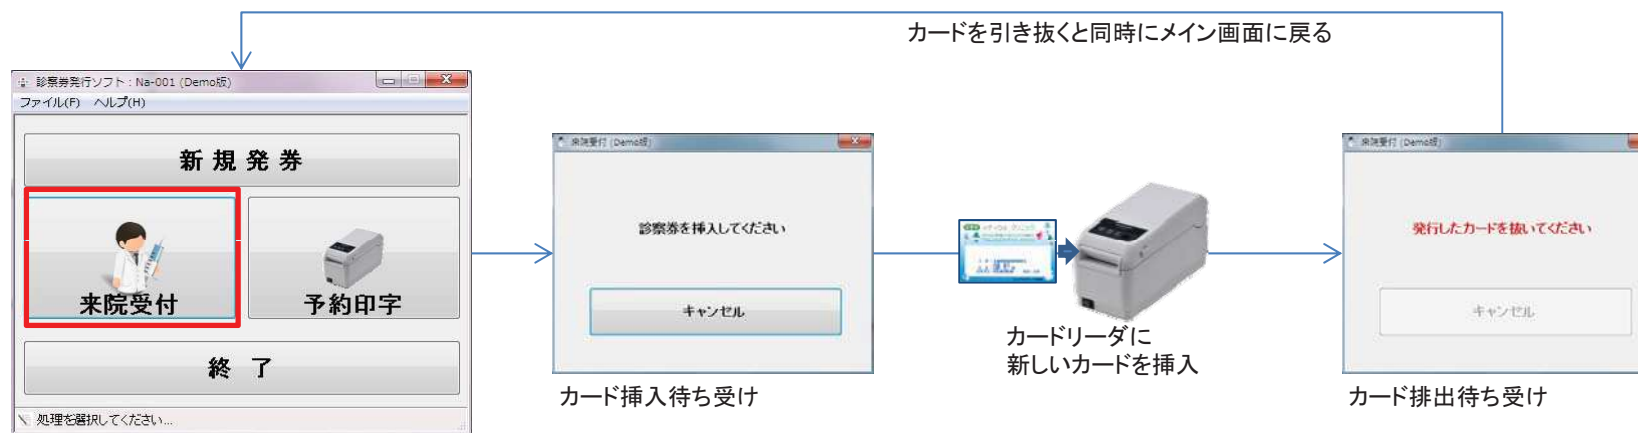 カードを引き抜くと同時にメイン画面に戻る
診察券発行ソフト：Na-001 (Demo版)
ファイル(F) ヘルプ(H)
新規発券
来院受付
予約印字
終了
処理を選択してください...
来院受付 (Demo版)
診察券を挿入してください
キャンセル
カード挿入待ち受け
カードリーダに
新しいカードを挿入
来院受付 (Demo版)
発行したカードを抜いてください
キャンセル
カード排出待ち受け